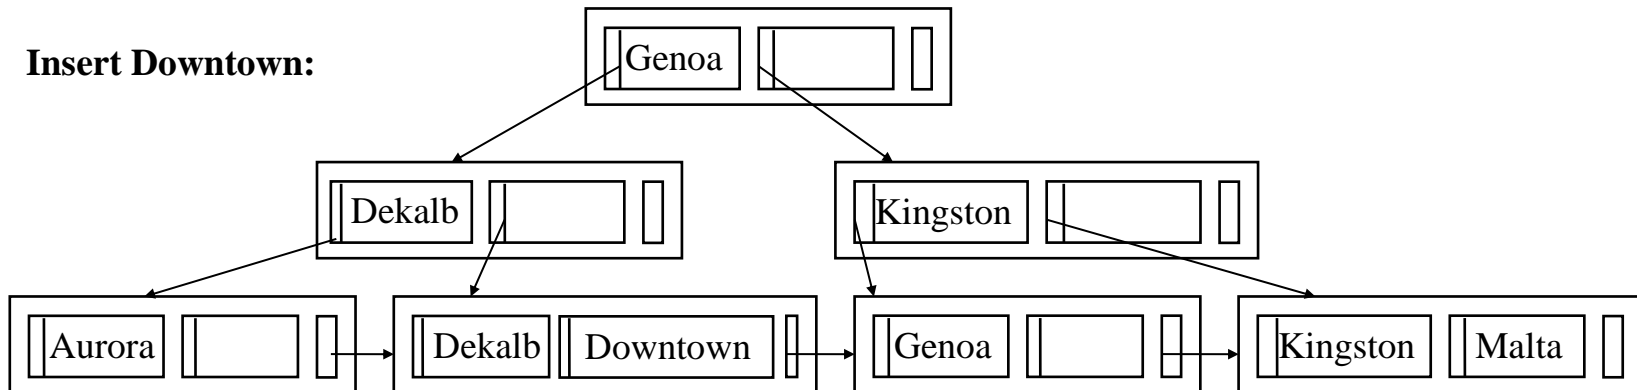 Insert Downtown:
Genoa
Dekalb
Kingston
Aurora
Dekalb
Downtown
Genoa
Kingston
Malta